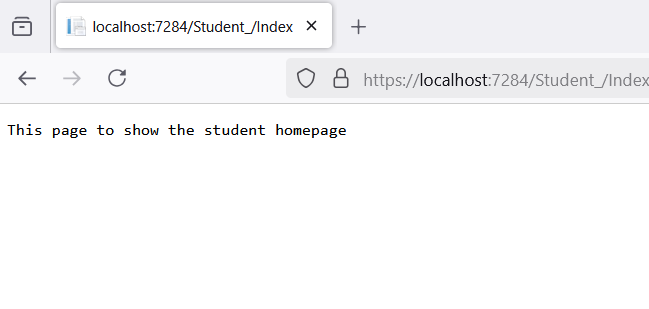 localhost:7284/Student_/Index
https://localhost:7284/Student_/Index
This page to show the student homepage